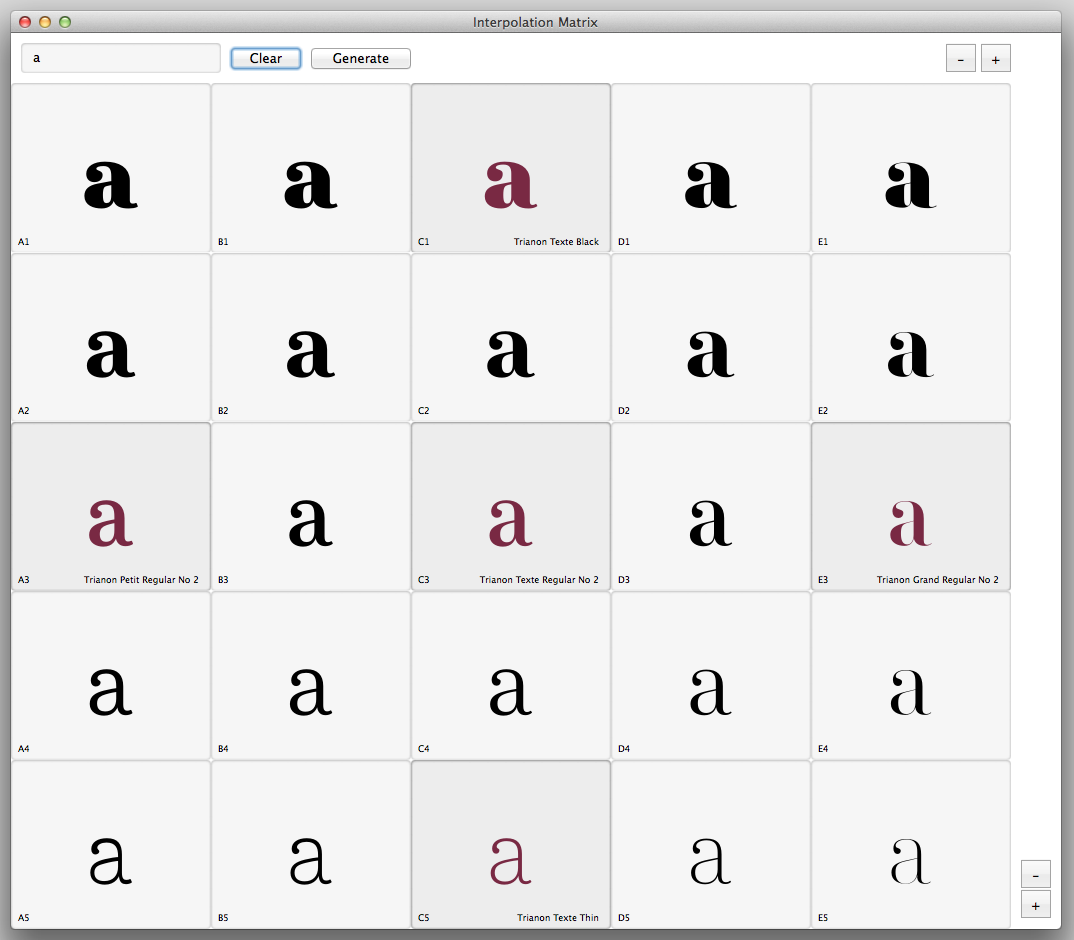 Interpolation Matrix
a Clear Generate - +
a a a a a
A1 B1 C1 Trianon Texte Black D1 E1
a a a a a
A2 B2 C2 D2 E2
a a a a a
A3 Trianon Petit Regular No 2 B3 C3 Trianon Texte Regular No 2 D3 E3 Trianon Grand Regular No 2
a a a a a
A4 B4 C4 D4 E4
a a a a a
-
+
A5 B5 C5 Trianon Texte Thin D5 E5